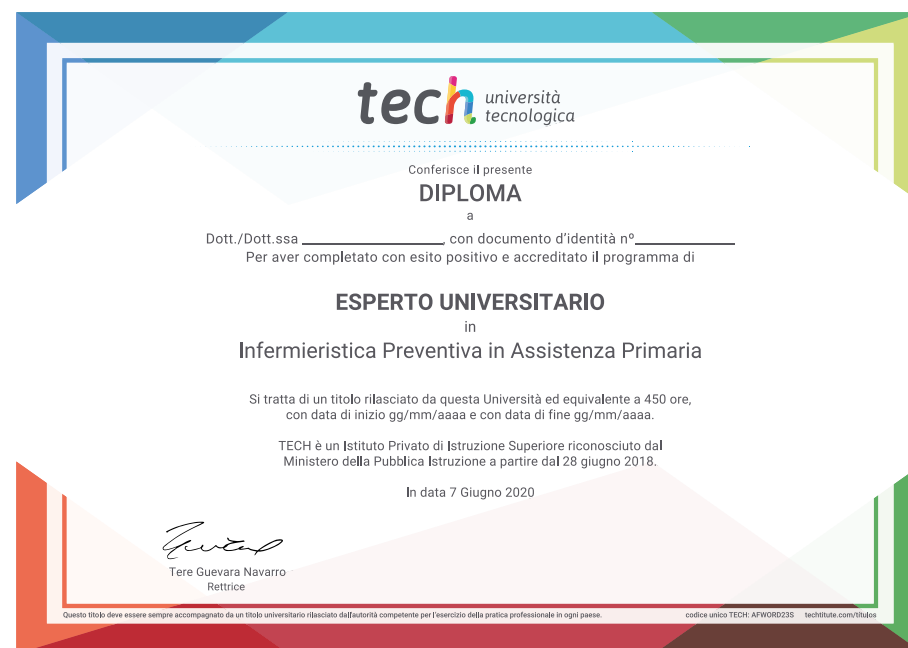 tech università
tecnologica
Conferisce il presente
DIPLOMA
a
Dott./Dott.ssa ____________________, con documento d'identità nº______________
Per aver completato con esito positivo e accreditato il programma di
ESPERTO UNIVERSITARIO
in
Infermieristica Preventiva in Assistenza Primaria
Si tratta di un titolo rilasciato da questa Università ed equivalente a 450 ore,
con data di inizio gg/mm/aaaa e con data di fine gg/mm/aaaa.
TECH è un Istituto Privato di Istruzione Superiore riconosciuto dal
Ministero della Pubblica Istruzione a partire dal 28 giugno 2018.
In data 7 Giugno 2020
Tere Guevara Navarro
Rettrice
Questo titolo deve essere sempre accompagnato da un titolo universitario rilasciato dall'autorità competente per l'esercizio della pratica professionale in ogni paese. codice unico TECH: AFWORD23S techtitute.com/titulos